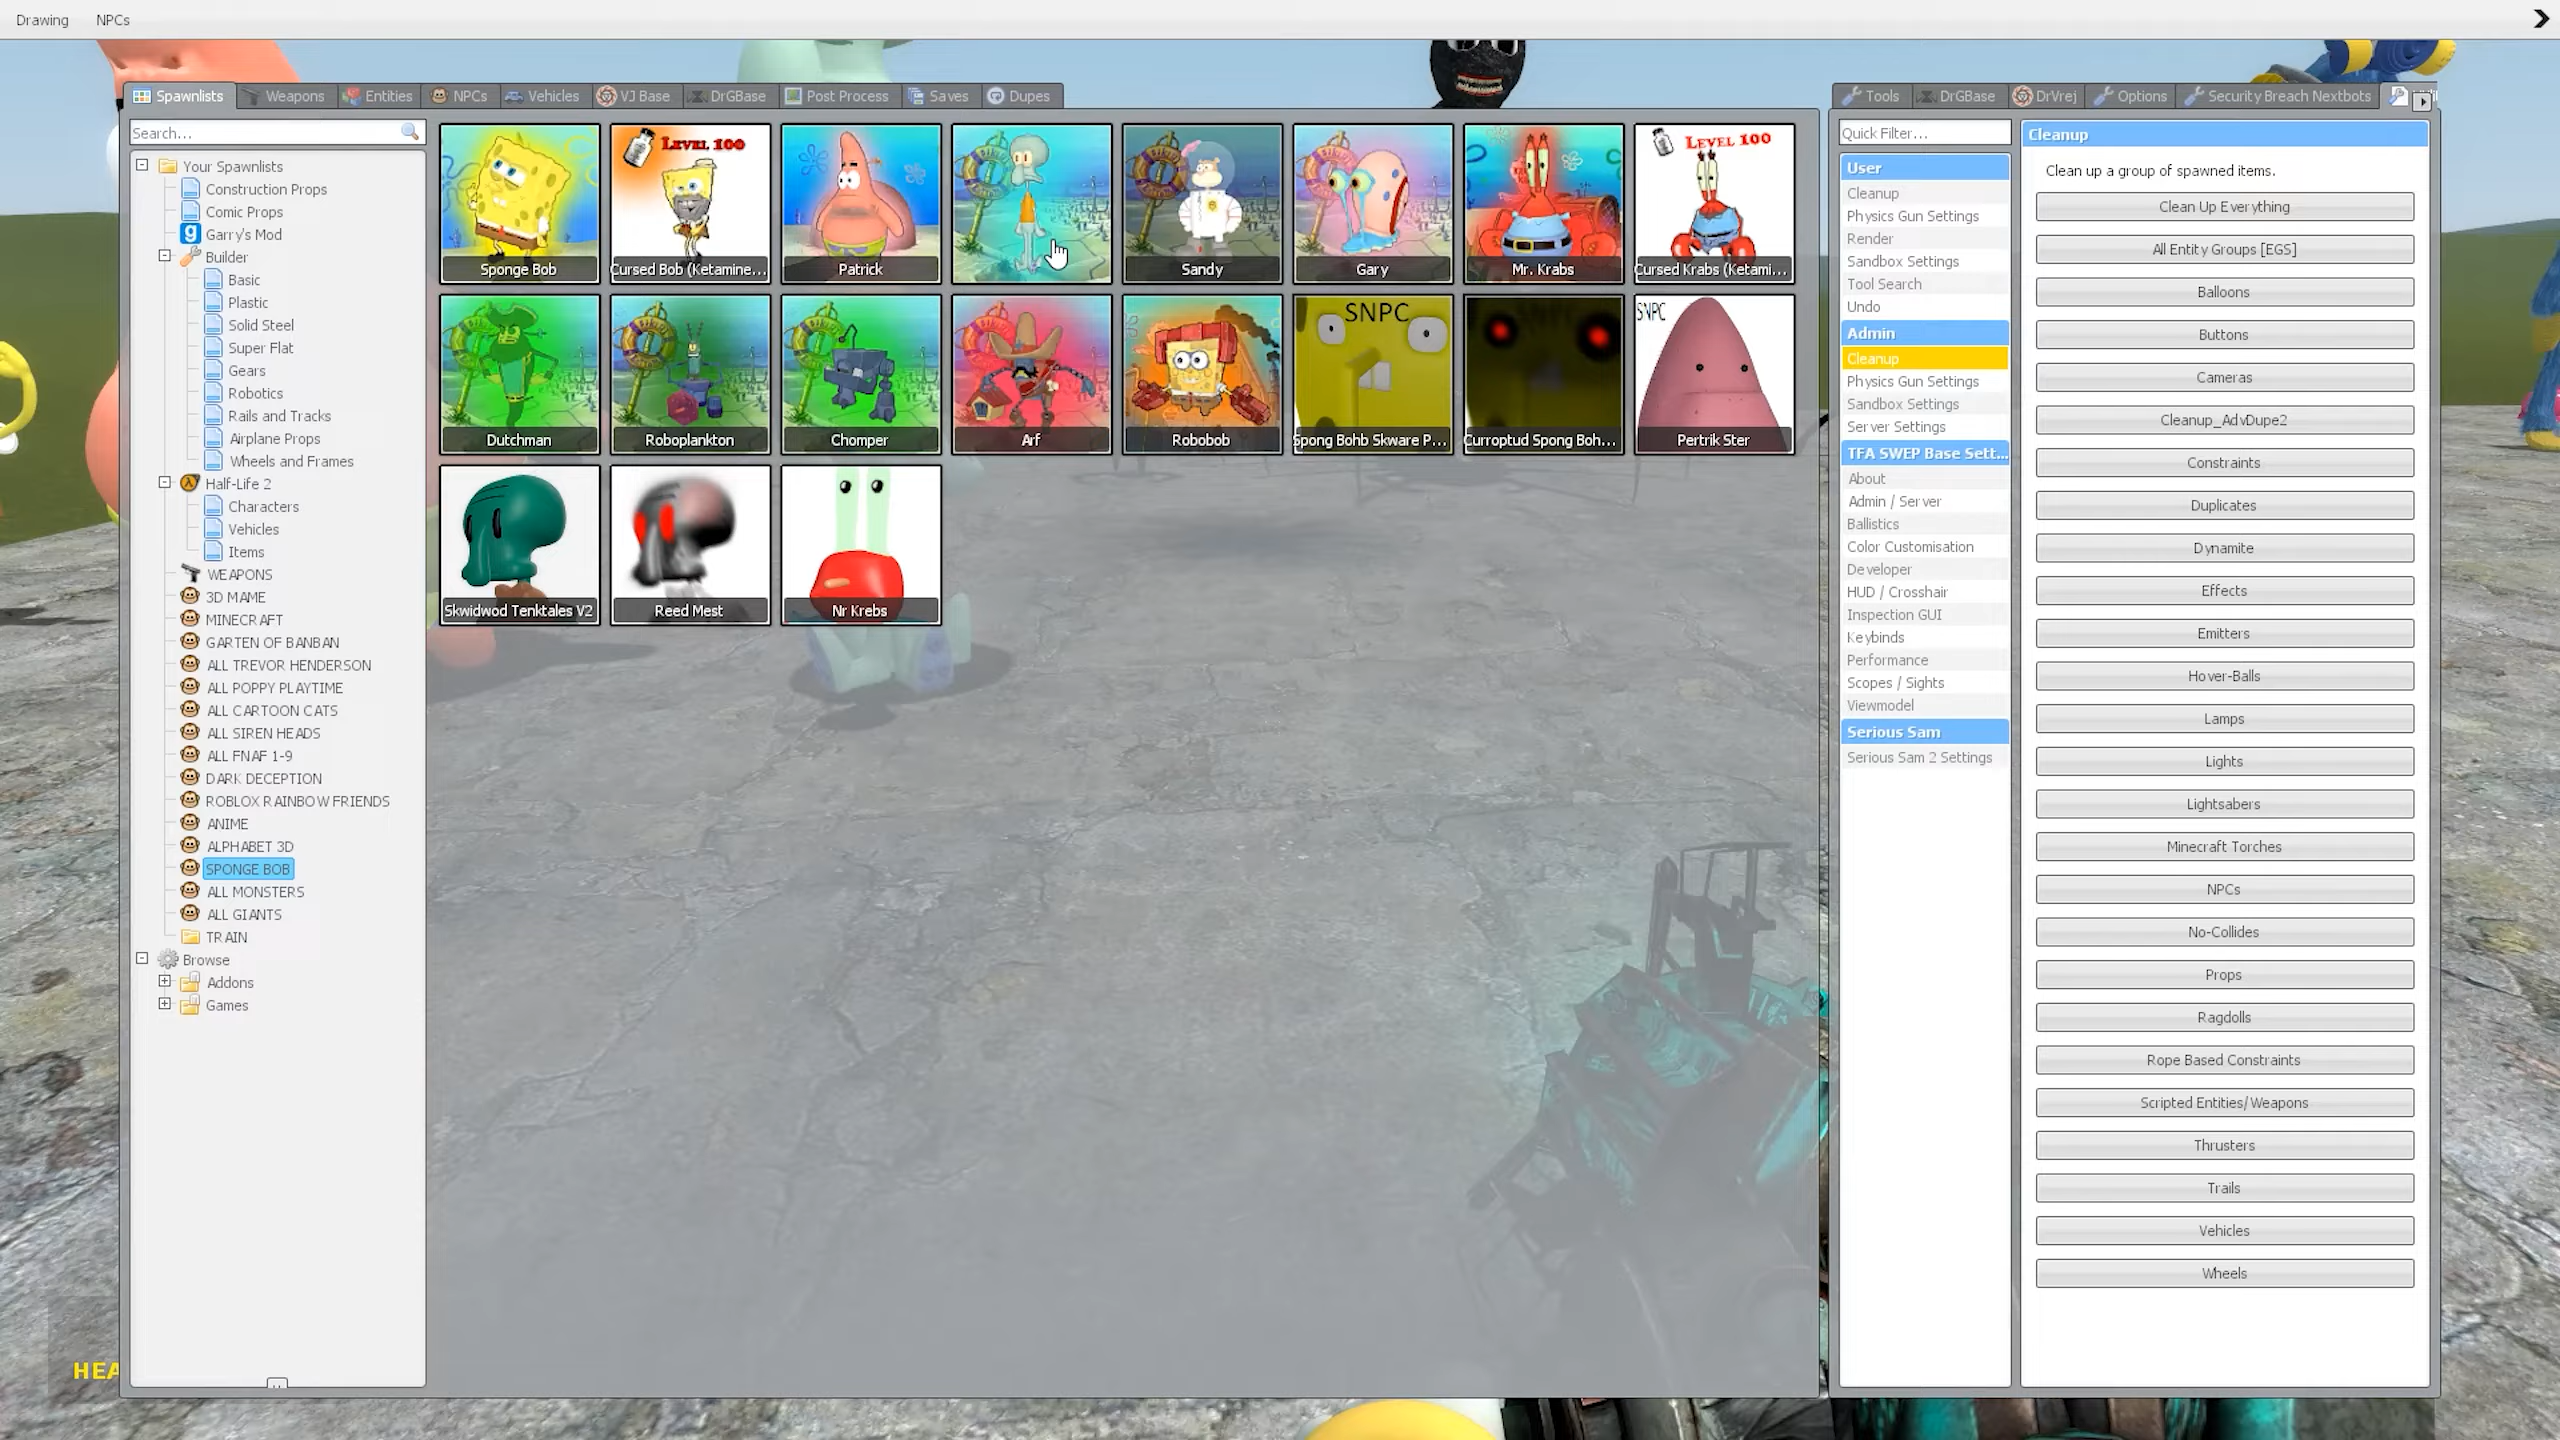 Drawing NPCs
Spawnlists Weapons Entities NPCs Vehicles VJ Base DrGBase Post Process Saves Dupes
Search...
Your Spawnlists
Construction Props
Comic Props
Garry's Mod
Builder
Basic
Plastic
Solid Steel
Super Flat
Gears
Robotics
Rails and Tracks
Airplane Props
Wheels and Frames
Half-Life 2
Characters
Vehicles
Items
WEAPONS
3D MAME
MINECRAFT
GARTEN OF BANBAN
ALL TREVOR HENDERSON
ALL POPPY PLAYTIME
ALL CARTOON CATS
ALL SIREN HEADS
ALL FNAF 1-9
DARK DECEPTION
ROBLOX RAINBOW FRIENDS
ANIME
ALPHABET 3D
SPONGE BOB
ALL MONSTERS
ALL GIANTS
TRAIN
Browse
Addons
Games
LEVEL 100
LEVEL 100
Sponge Bob
Cursed Bob (Ketamine...
Patrick
Sandy
Gary
Mr. Krabs
Cursed Krabs (Ketami...
SNPC
SNPC
Dutchman
Roboplankton
Chomper
Arf
Robobob
Spong Bohb Skware P...
Curroptud Spong Boh...
Pertrik Ster
Skwidwod Tenktales V2
Reed Mest
Nr Krebs
HEA
Tools DrGBase DrVrej Options Security Breach Nextbots
Quick Filter...
User
Cleanup
Physics Gun Settings
Render
Sandbox Settings
Tool Search
Undo
Admin
Cleanup
Physics Gun Settings
Sandbox Settings
Server Settings
TFA SWEP Base Sett...
About
Admin / Server
Ballistics
Color Customisation
Developer
HUD / Crosshair
Inspection GUI
Keybinds
Performance
Scopes / Sights
Viewmodel
Serious Sam
Serious Sam 2 Settings
Cleanup
Clean up a group of spawned items.
Clean Up Everything
All Entity Groups [EGS]
Balloons
Buttons
Cameras
Cleanup_AdvDupe2
Constraints
Duplicates
Dynamite
Effects
Emitters
Hover-Balls
Lamps
Lights
Lightsabers
Minecraft Torches
NPCs
No-Collides
Props
Ragdolls
Rope Based Constraints
Scripted Entities/Weapons
Thrusters
Trails
Vehicles
Wheels